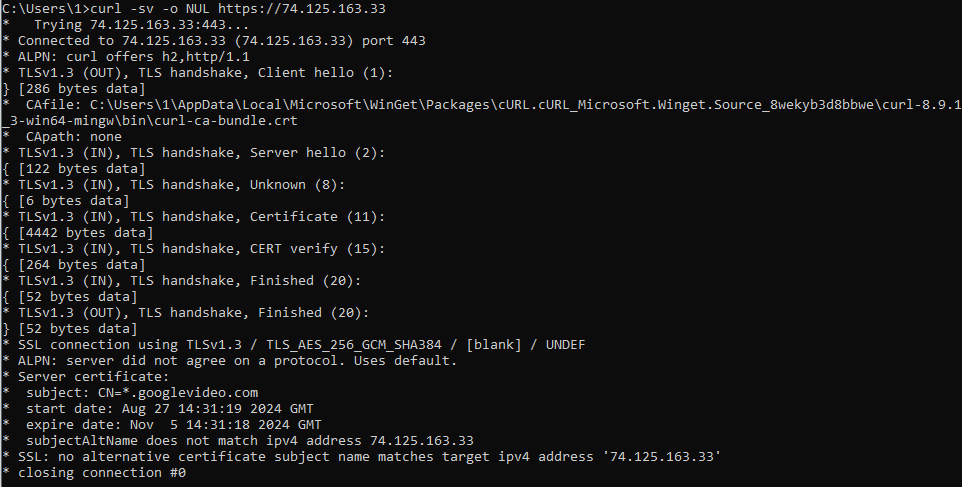 C:\Users\1>curl -sv -o NUL https://74.125.163.33
*   Trying 74.125.163.33:443...
* Connected to 74.125.163.33 (74.125.163.33) port 443
* ALPN: curl offers h2,http/1.1
* TLSv1.3 (OUT), TLS handshake, Client hello (1):
} [286 bytes data]
*  CAfile: C:\Users\1\AppData\Local\Microsoft\WinGet\Packages\cURL.cURL_Microsoft.Winget.Source_8wekyb3d8bbwe\curl-8.9.1
_3-win64-mingw\bin\curl-ca-bundle.crt
*  CApath: none
* TLSv1.3 (IN), TLS handshake, Server hello (2):
{ [122 bytes data]
* TLSv1.3 (IN), TLS handshake, Unknown (8):
{ [6 bytes data]
* TLSv1.3 (IN), TLS handshake, Certificate (11):
{ [4442 bytes data]
* TLSv1.3 (IN), TLS handshake, CERT verify (15):
{ [264 bytes data]
* TLSv1.3 (IN), TLS handshake, Finished (20):
{ [52 bytes data]
* TLSv1.3 (OUT), TLS handshake, Finished (20):
} [52 bytes data]
* SSL connection using TLSv1.3 / TLS_AES_256_GCM_SHA384 / [blank] / UNDEF
* ALPN: server did not agree on a protocol. Uses default.
* Server certificate:
*  subject: CN=*.googlevideo.com
*  start date: Aug 27 14:31:19 2024 GMT
*  expire date: Nov  5 14:31:18 2024 GMT
*  subjectAltName does not match ipv4 address 74.125.163.33
* SSL: no alternative certificate subject name matches target ipv4 address '74.125.163.33'
* closing connection #0